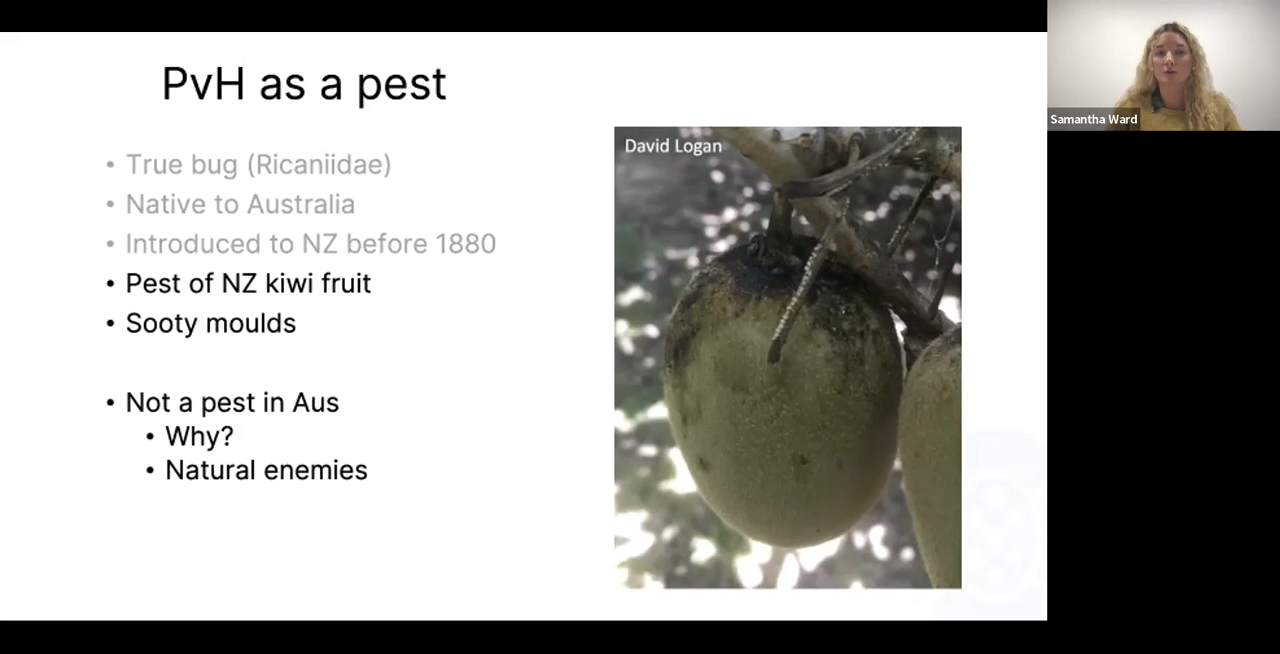 PvH as a pest
• True bug (Ricaniidae)
• Native to Australia
• Introduced to NZ before 1880
• Pest of NZ kiwi fruit
• Sooty moulds
• Not a pest in Aus
• Why?
• Natural enemies
David Logan
Samantha Ward